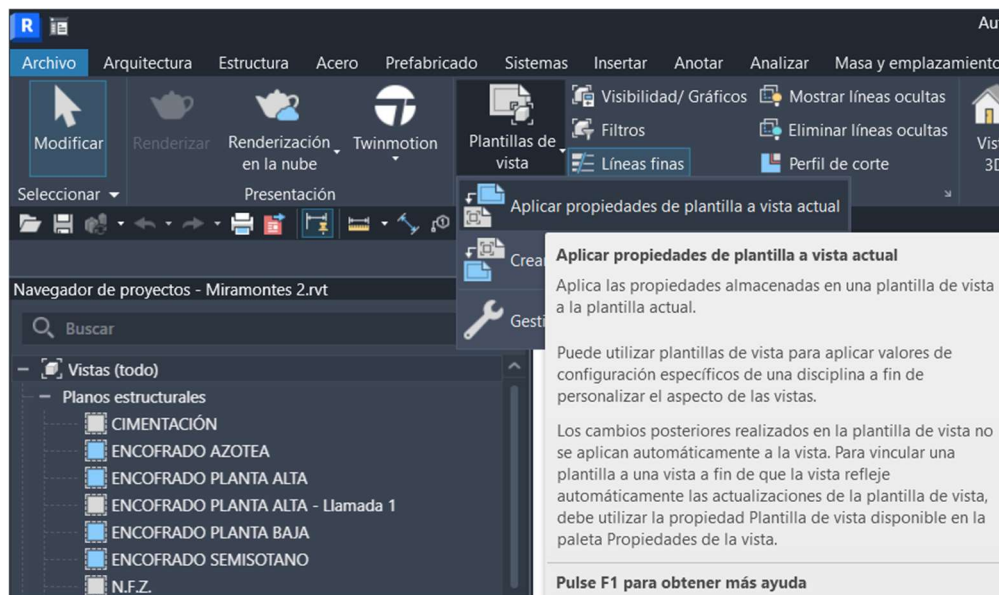 R
Au
Archivo Arquitectura Estructura Acero Prefabricado Sistemas Insertar Anotar Analizar Masa y emplazamiento
Modificar
Renderizar
Renderización
en la nube
Twinmotion
Plantillas de
vista
Visibilidad/ Gráficos
Filtros
Líneas finas
Mostrar líneas ocultas
Eliminar líneas ocultas
Perfil de corte
Vist
3D
Seleccionar
Presentación
Aplicar propiedades de plantilla a vista actual
Crear
Gesti
Aplicar propiedades de plantilla a vista actual
Aplica las propiedades almacenadas en una plantilla de vista
a la plantilla actual.
Puede utilizar plantillas de vista para aplicar valores de
configuración específicos de una disciplina a fin de
personalizar el aspecto de las vistas.
Los cambios posteriores realizados en la plantilla de vista no
se aplican automáticamente a la vista. Para vincular una
plantilla a una vista a fin de que la vista refleje
automáticamente las actualizaciones de la plantilla de vista,
debe utilizar la propiedad Plantilla de vista disponible en la
paleta Propiedades de la vista.
Pulse F1 para obtener más ayuda
Navegador de proyectos - Miramontes 2.rvt
Buscar
Vistas (todo)
Planos estructurales
CIMENTACIÓN
ENCOFRADO AZOTEA
ENCOFRADO PLANTA ALTA
ENCOFRADO PLANTA ALTA - Llamada 1
ENCOFRADO PLANTA BAJA
ENCOFRADO SEMISOTANO
N.F.Z.